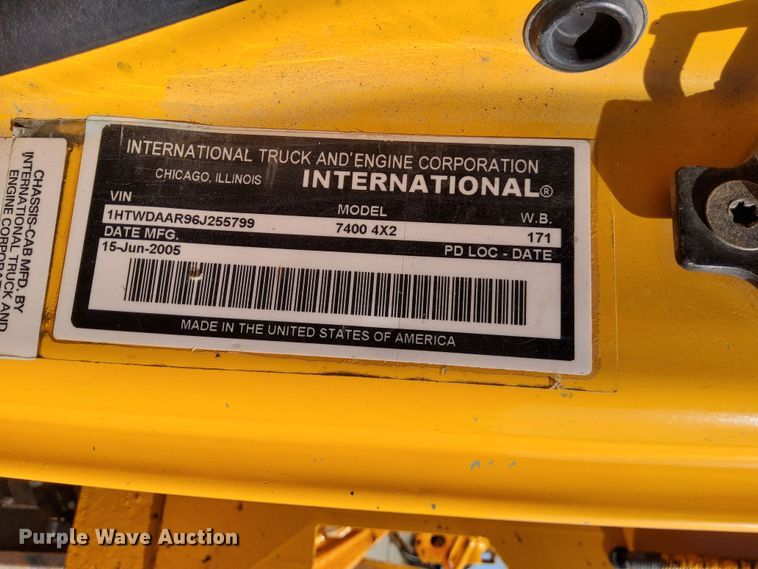 INTERNATIONAL TRUCK AND ENGINE CORPORATION
CHICAGO, ILLINOIS INTERNATIONAL®
VIN MODEL W.B.
1HTWDAAR96J255799 7400 4X2 171
DATE MFG. PD LOC - DATE
15-Jun-2005
MADE IN THE UNITED STATES OF AMERICA
CHASSIS-CAB MFD. BY
INTERNATIONAL TRUCK AND
ENGINE CORPORA
Purple Wave Auction